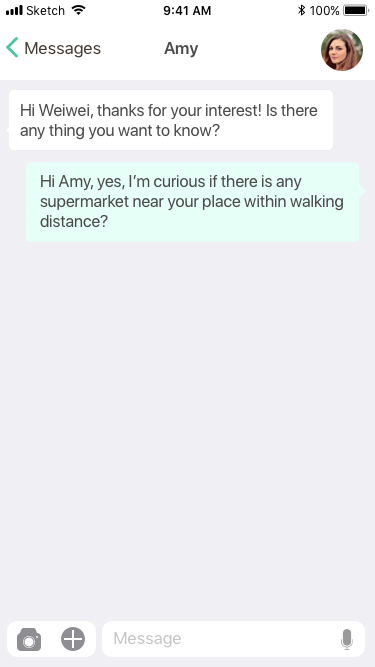 Sketch 9:41 AM 100%
Messages Amy
Hi Weiwei, thanks for your interest! Is there
any thing you want to know?
Hi Amy, yes, I’m curious if there is any
supermarket near your place within walking
distance?
Message